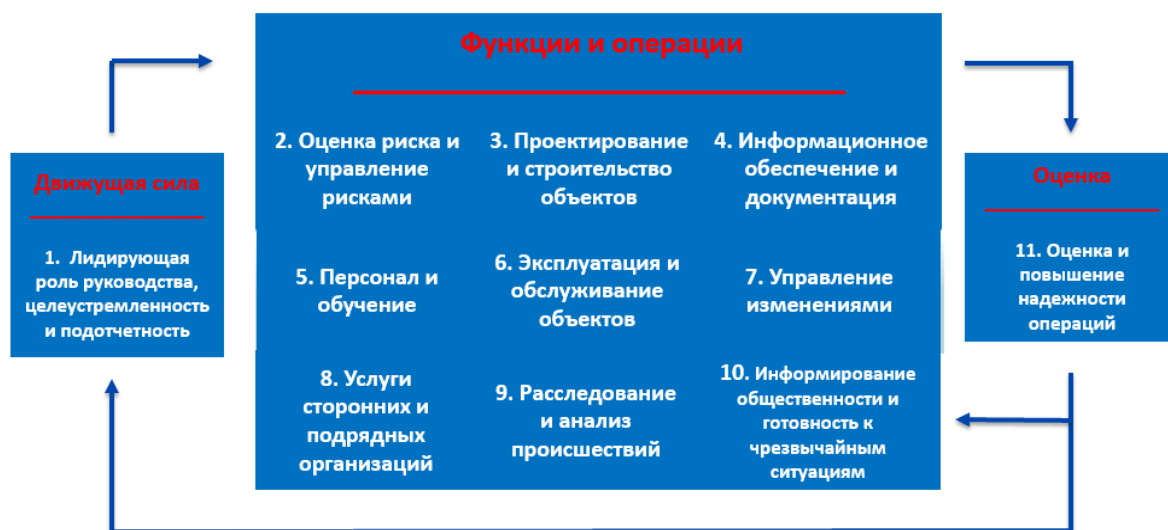 Функции и операции
Движущая сила
1. Лидирующая
роль руководства,
целеустремленность
и подотчетность
2. Оценка риска и
управление
рисками
3. Проектирование
и строительство
объектов
4. Информационное
обеспечение и
документация
5. Персонал и
обучение
6. Эксплуатация и
обслуживание
объектов
7. Управление
изменениями
8. Услуги
сторонних и
подрядных
организаций
9. Расследование
и анализ
происшествий
10. Информирование
общественности и
готовность к
чрезвычайным
ситуациям
Оценка
11. Оценка и
повышение
надежности
операций